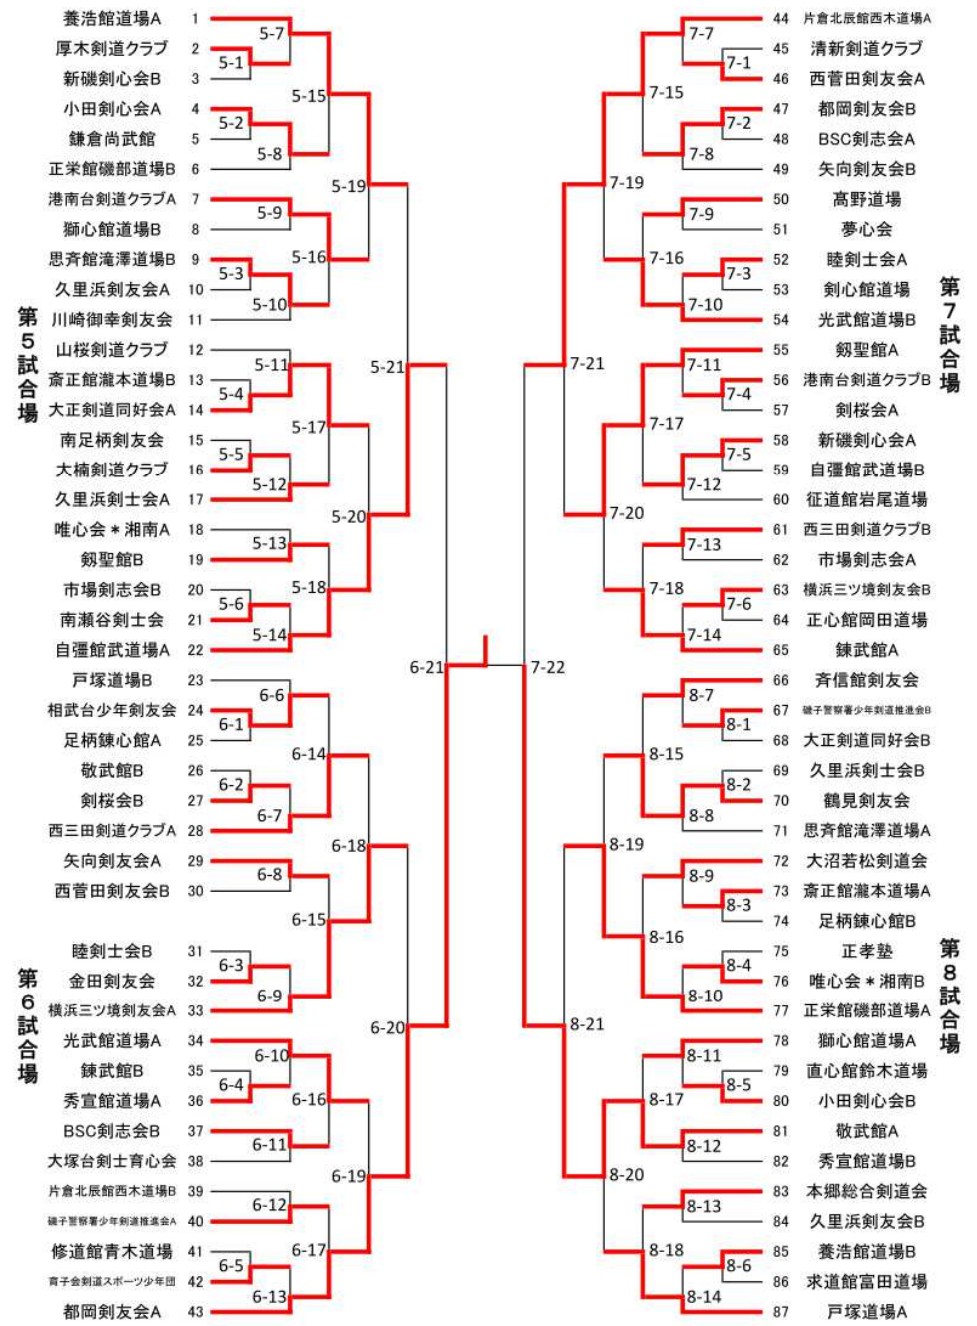 養浩館道場A 1
厚木剣道クラブ 2
新磯剣心会B 3
小田剣心会A 4
鎌倉尚武館 5
正栄館磯部道場B 6
港南台剣道クラブA 7
獅心館道場B 8
思斉館滝澤道場B 9
久里浜剣友会A 10
川崎御幸剣友会 11
山桜剣道クラブ 12
斎正館瀧本道場B 13
大正剣道同好会A 14
南足柄剣友会 15
大楠剣道クラブ 16
久里浜剣士会A 17
唯心会＊湘南A 18
剱聖館B 19
市場剣志会B 20
南瀬谷剣士会 21
自彊館武道場A 22
第5試合場
5-1
5-2
5-3
5-4
5-5
5-6
5-7
5-8
5-9
5-10
5-11
5-12
5-13
5-14
5-15
5-16
5-17
5-18
5-19
5-20
5-21
戸塚道場B 23
相武台少年剣友会 24
足柄錬心館A 25
敬武館B 26
剣桜会B 27
西三田剣道クラブA 28
矢向剣友会A 29
西菅田剣友会B 30
睦剣士会B 31
金田剣友会 32
横浜三ツ境剣友会A 33
光武館道場A 34
錬武館B 35
秀宣館道場A 36
BSC剣志会B 37
大塚台剣士育心会 38
片倉北辰館西木道場B 39
磯子警察署少年剣道推進会A 40
修道館青木道場 41
育子会剣道スポーツ少年団 42
都岡剣友会A 43
第6試合場
6-1
6-2
6-3
6-4
6-5
6-6
6-7
6-8
6-9
6-10
6-11
6-12
6-13
6-14
6-15
6-16
6-17
6-18
6-19
6-20
6-21
44 片倉北辰館西木道場A
45 清新剣道クラブ
46 西菅田剣友会A
47 都岡剣友会B
48 BSC剣志会A
49 矢向剣友会B
50 髙野道場
51 夢心会
52 睦剣士会A
53 剣心館道場
54 光武館道場B
55 剱聖館A
56 港南台剣道クラブB
57 剣桜会A
58 新磯剣心会A
59 自彊館武道場B
60 征道館岩尾道場
61 西三田剣道クラブB
62 市場剣志会A
63 横浜三ツ境剣友会B
64 正心館岡田道場
65 錬武館A
第7試合場
7-1
7-2
7-3
7-4
7-5
7-6
7-7
7-8
7-9
7-10
7-11
7-12
7-13
7-14
7-15
7-16
7-17
7-18
7-19
7-20
7-21
7-22
66 斉信館剣友会
67 磯子警察署少年剣道推進会B
68 大正剣道同好会B
69 久里浜剣士会B
70 鶴見剣友会
71 思斉館滝澤道場A
72 大沼若松剣道会
73 斎正館瀧本道場A
74 足柄錬心館B
75 正孝塾
76 唯心会＊湘南B
77 正栄館磯部道場A
78 獅心館道場A
79 直心館鈴木道場
80 小田剣心会B
81 敬武館A
82 秀宣館道場B
83 本郷総合剣道会
84 久里浜剣友会B
85 養浩館道場B
86 求道館富田道場
87 戸塚道場A
第8試合場
8-1
8-2
8-3
8-4
8-5
8-6
8-7
8-8
8-9
8-10
8-11
8-12
8-13
8-14
8-15
8-16
8-17
8-18
8-19
8-20
8-21